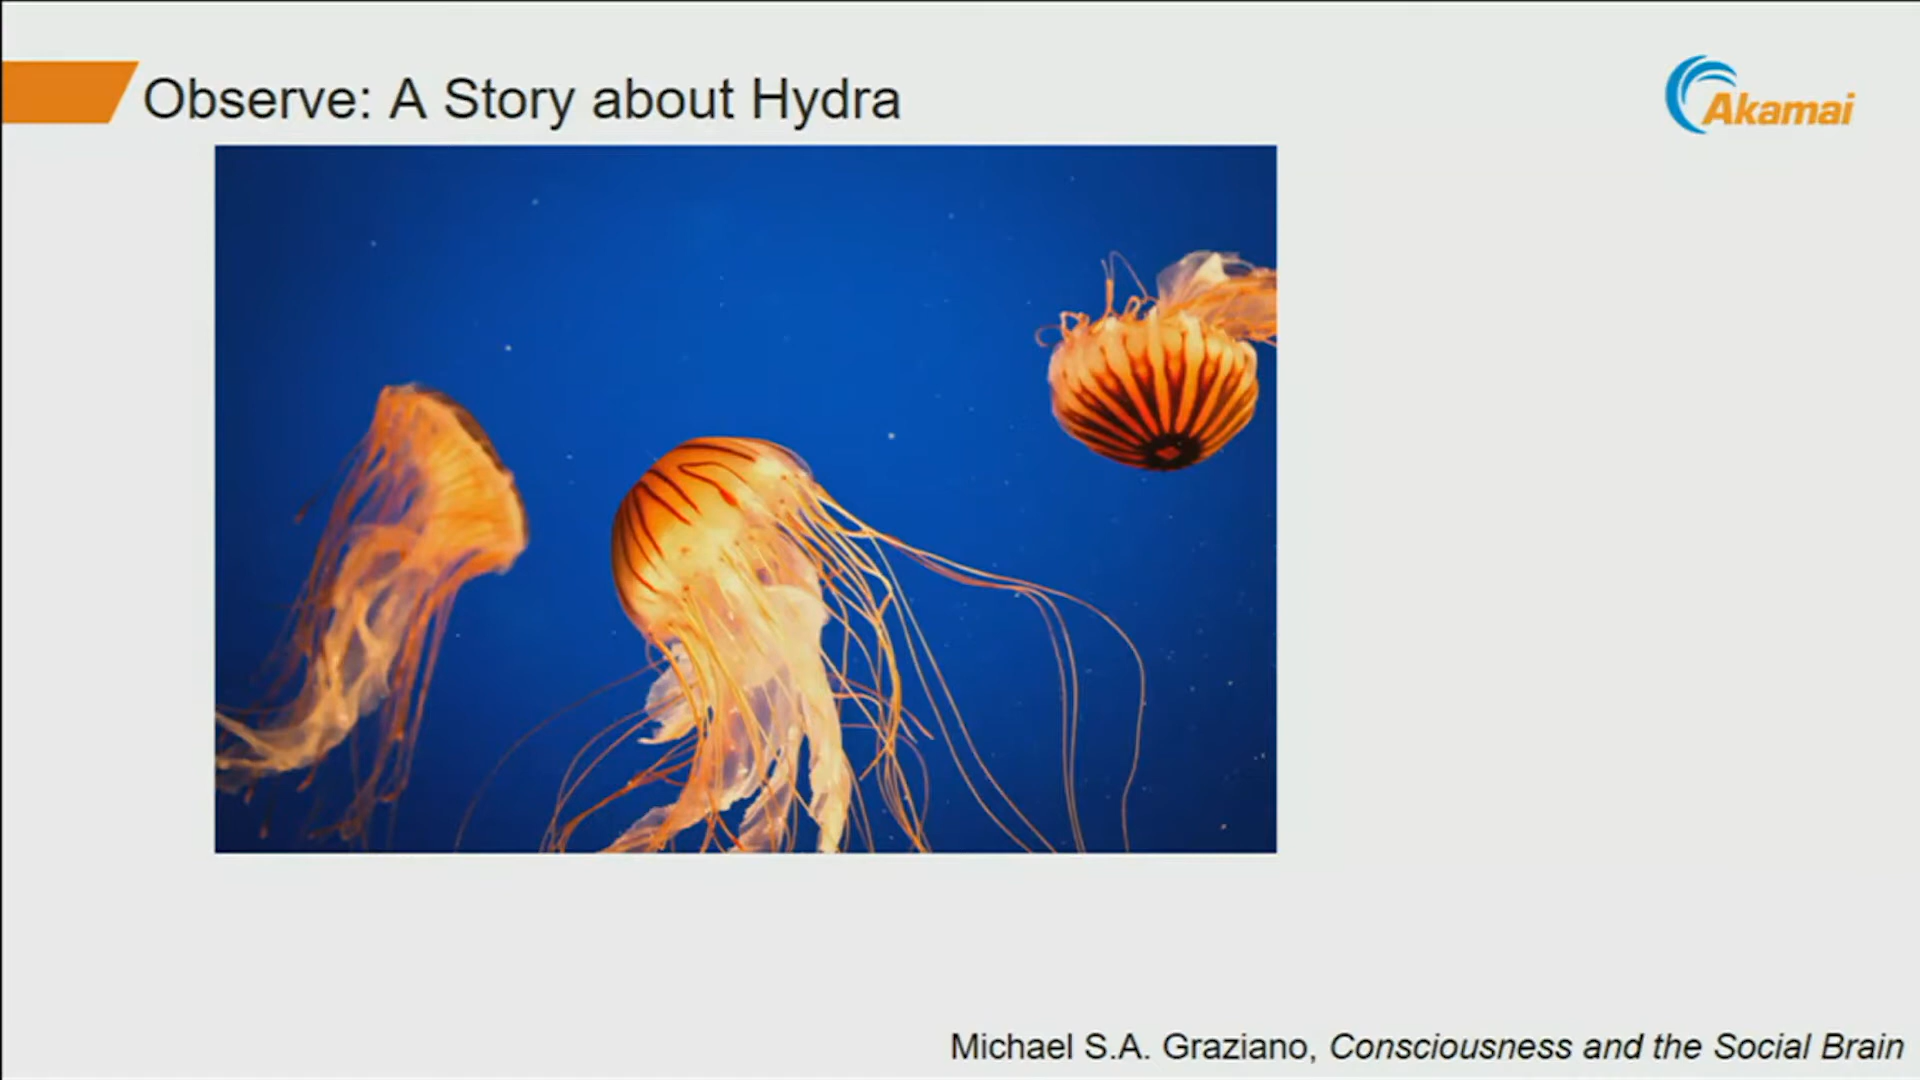 Observe: A Story about Hydra
Akamai
Michael S.A. Graziano, Consciousness and the Social Brain